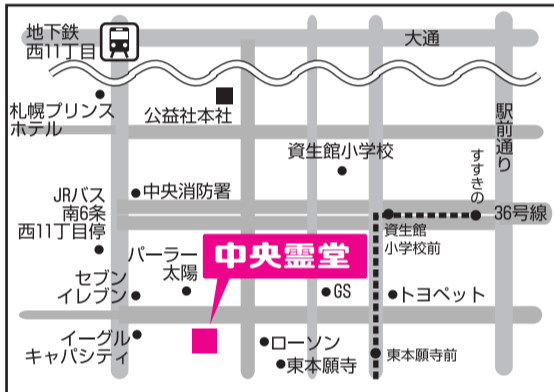 地下鉄
西11丁目
大通
札幌プリンス
ホテル
公益社本社
駅前通り
資生館小学校
すすきの
JRバス
南6条
西11丁目停
中央消防署
36号線
資生館
小学校前
パーラー
太陽
中央霊堂
セブン
イレブン
GS
トヨペット
イーグル
キャパシティ
ローソン
東本願寺
東本願寺前